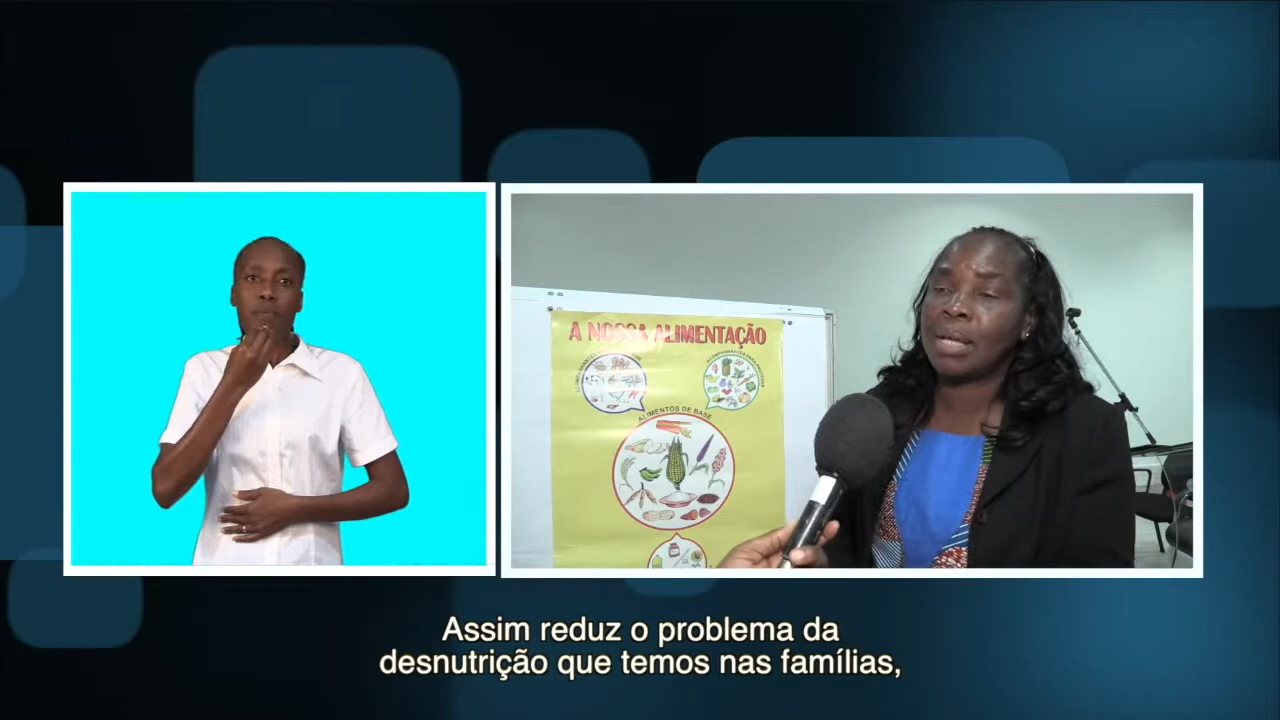 A NOSSA ALIMENTAÇÃO
ALIMENTOS DE BASE
Assim reduz o problema da
desnutrição que temos nas famílias,